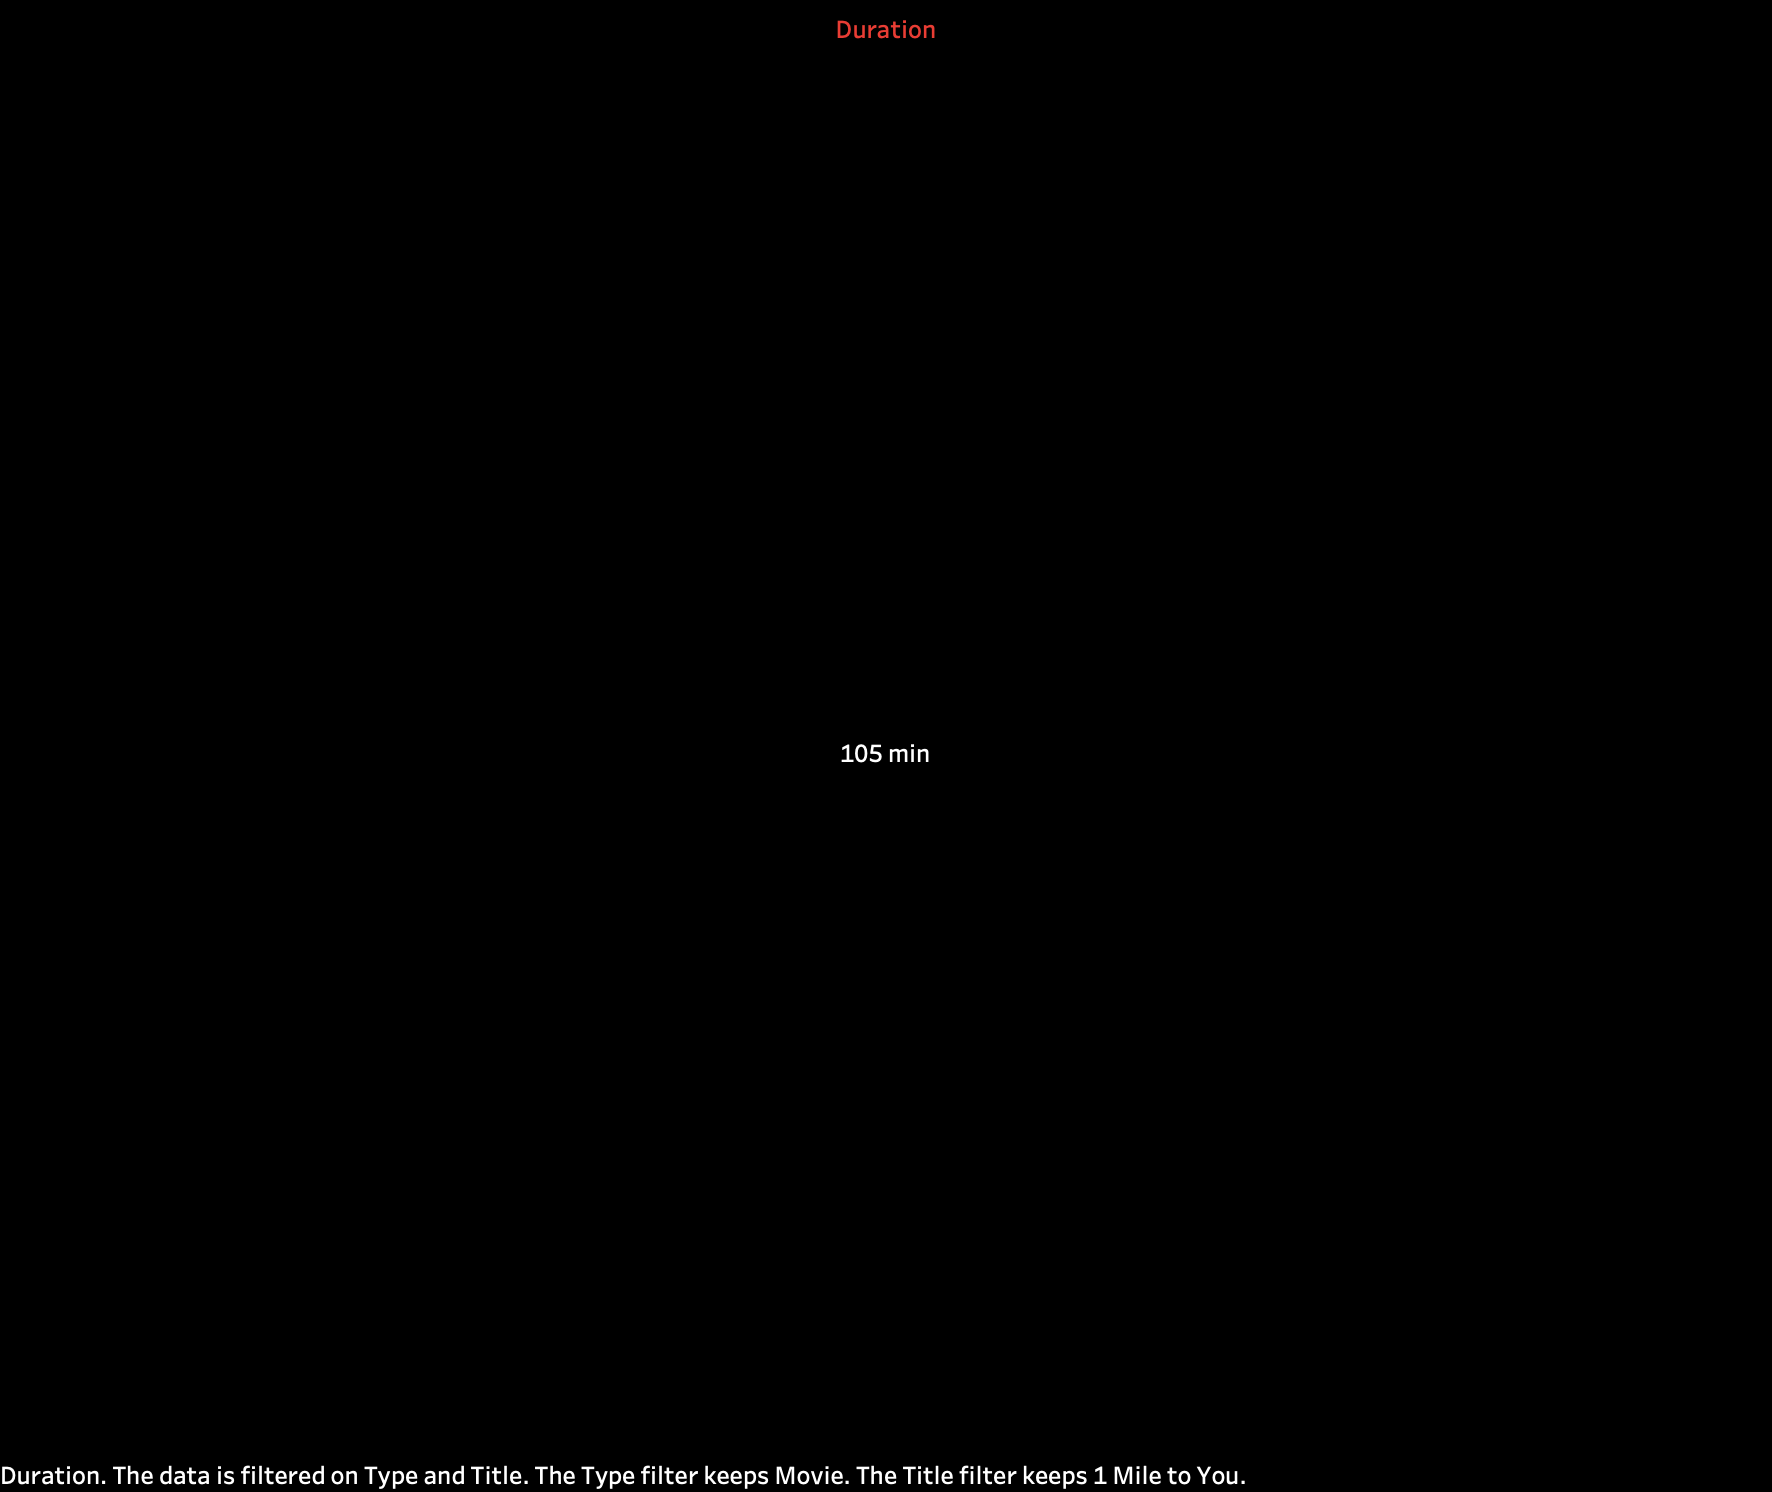 Duration
105 min
Duration. The data is filtered on Type and Title. The Type filter keeps Movie. The Title filter keeps 1 Mile to You.